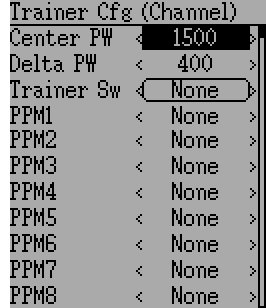 Trainer Cfg (Channel)
Center PW < 1500 >
Delta PW < 400 >
Trainer Sw < None >
PPM1 < None >
PPM2 < None >
PPM3 < None >
PPM4 < None >
PPM5 < None >
PPM6 < None >
PPM7 < None >
PPM8 < None >